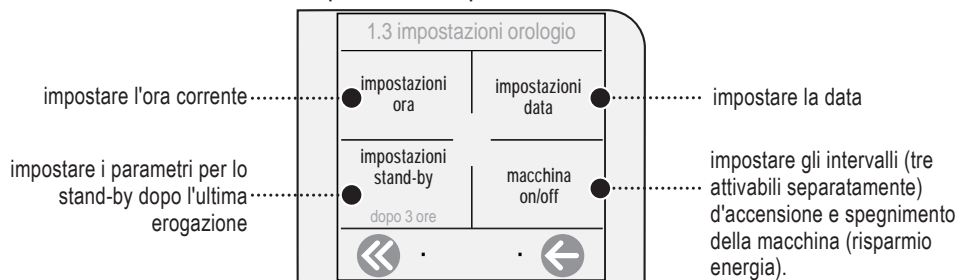 1.3 impostazioni orologio
impostare l'ora corrente
impostazioni
ora
impostazioni
data
impostare la data
impostare i parametri per lo
stand-by dopo l'ultima
erogazione
impostazioni
stand-by
dopo 3 ore
macchina
on/off
impostare gli intervalli (tre
attivabili separatamente)
d'accensione e spegnimento
della macchina (risparmio
energia).